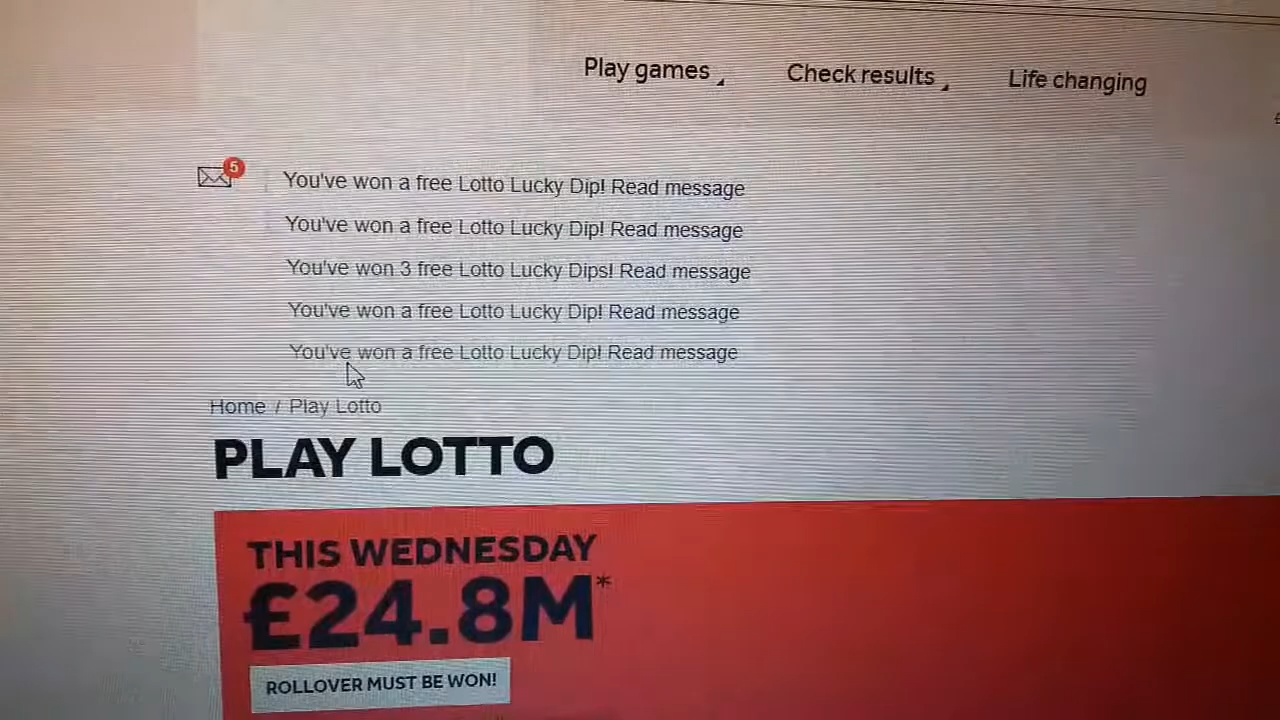 Play games Check results Life changing
5
You've won a free Lotto Lucky Dip! Read message
You've won a free Lotto Lucky Dip! Read message
You've won 3 free Lotto Lucky Dips! Read message
You've won a free Lotto Lucky Dip! Read message
You've won a free Lotto Lucky Dip! Read message
Home / Play Lotto
PLAY LOTTO
THIS WEDNESDAY
£24.8M*
ROLLOVER MUST BE WON!